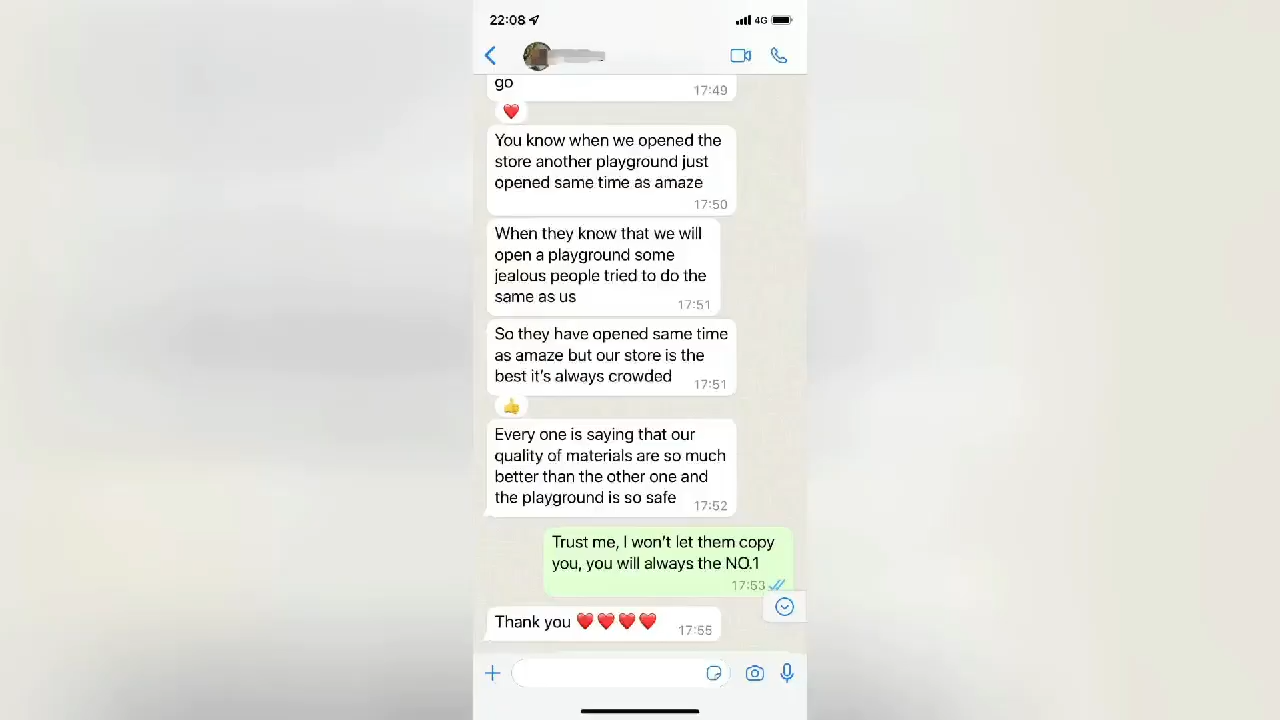 22:08
4G
go
17:49
❤️
You know when we opened the
store another playground just
opened same time as amaze
17:50
When they know that we will
open a playground some
jealous people tried to do the
same as us
17:51
So they have opened same time
as amaze but our store is the
best it's always crowded
17:51
👍
Every one is saying that our
quality of materials are so much
better than the other one and
the playground is so safe
17:52
Trust me, I won't let them copy
you, you will always the NO.1
17:53
Thank you ❤️❤️❤️❤️
17:55